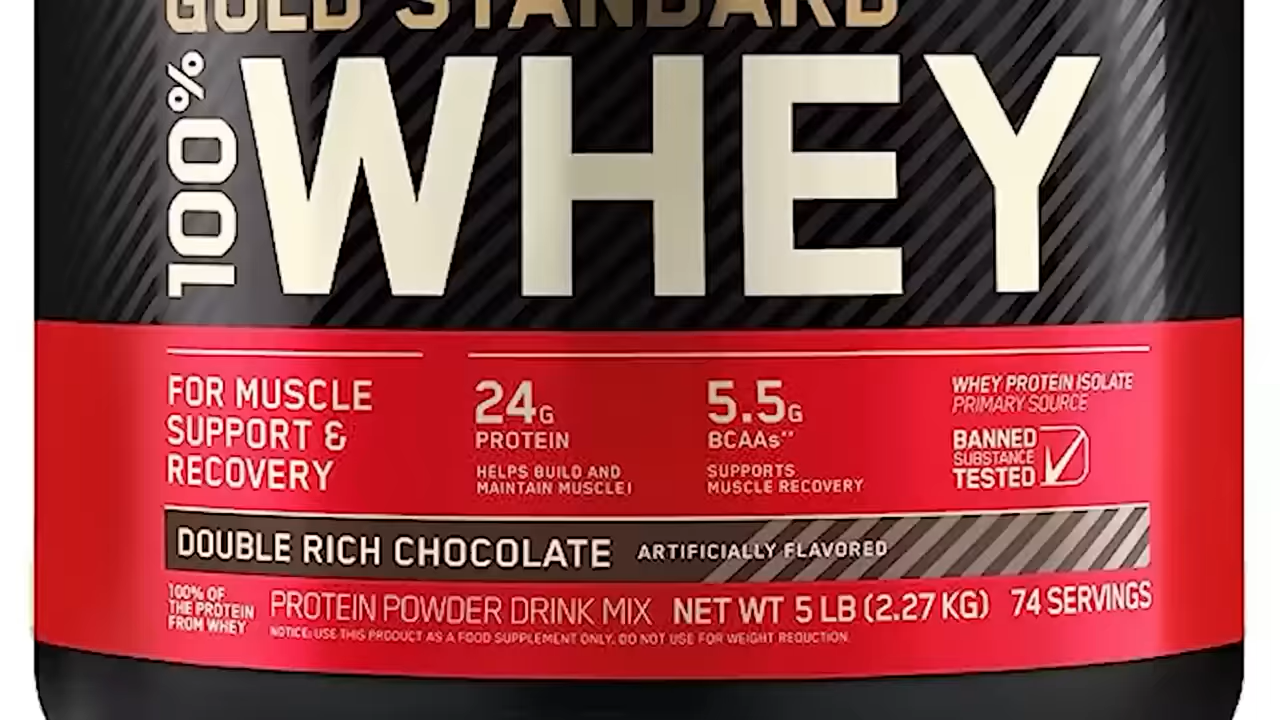 GOLD STANDARD
100% WHEY
FOR MUSCLE
SUPPORT &
RECOVERY
24G
PROTEIN
HELPS BUILD AND
MAINTAIN MUSCLE‡
5.5G
BCAAs**
SUPPORTS
MUSCLE RECOVERY
WHEY PROTEIN ISOLATE
PRIMARY SOURCE
BANNED
SUBSTANCE
TESTED
DOUBLE RICH CHOCOLATE ARTIFICIALLY FLAVORED
100% OF
THE PROTEIN
FROM WHEY
PROTEIN POWDER DRINK MIX NET WT 5 LB (2.27 KG) 74 SERVINGS
NOTICE: USE THIS PRODUCT AS A FOOD SUPPLEMENT ONLY. DO NOT USE FOR WEIGHT REDUCTION.